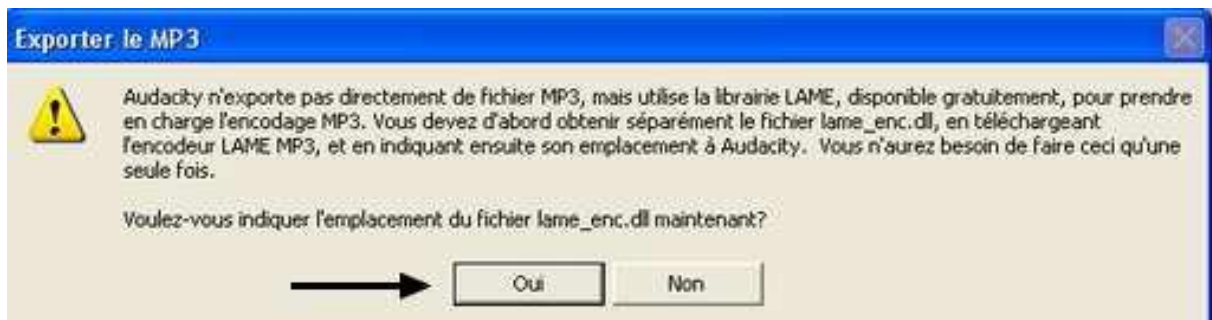 Exporter le MP3
Audacity n'exporte pas directement de fichier MP3, mais utilise la librairie LAME, disponible gratuitement, pour prendre
en charge l'encodage MP3. Vous devez d'abord obtenir séparément le fichier lame_enc.dll, en téléchargeant
l'encodeur LAME MP3, et en indiquant ensuite son emplacement à Audacity. Vous n'aurez besoin de faire ceci qu'une
seule fois.
Voulez-vous indiquer l'emplacement du fichier lame_enc.dll maintenant?
Oui Non